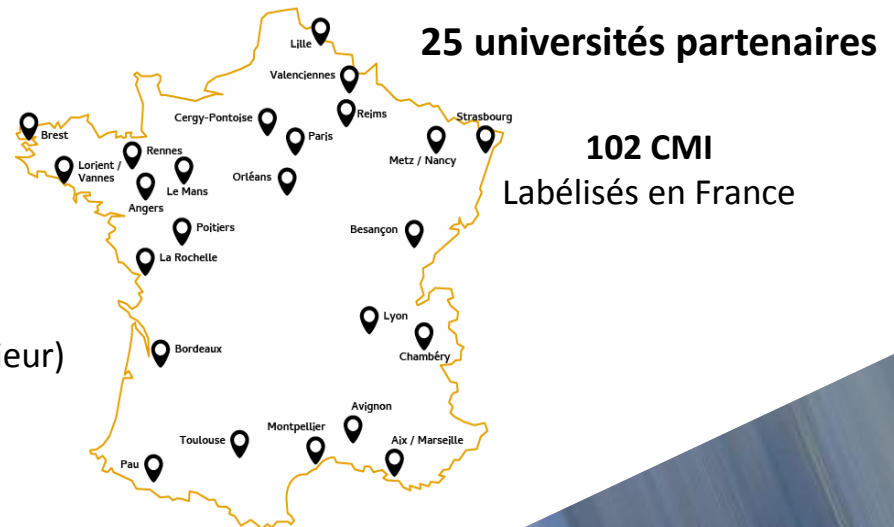 25 universités partenaires
102 CMI
Labélisés en France
Lille
Valenciennes
Reims
Cergy-Pontoise
Paris
Strasbourg
Metz / Nancy
Brest
Rennes
Lorient /
Vannes
Le Mans
Angers
Orléans
Poitiers
Besançon
La Rochelle
Lyon
Chambéry
ieur)
Bordeaux
Avignon
Montpellier
Toulouse
Aix / Marseille
Pau